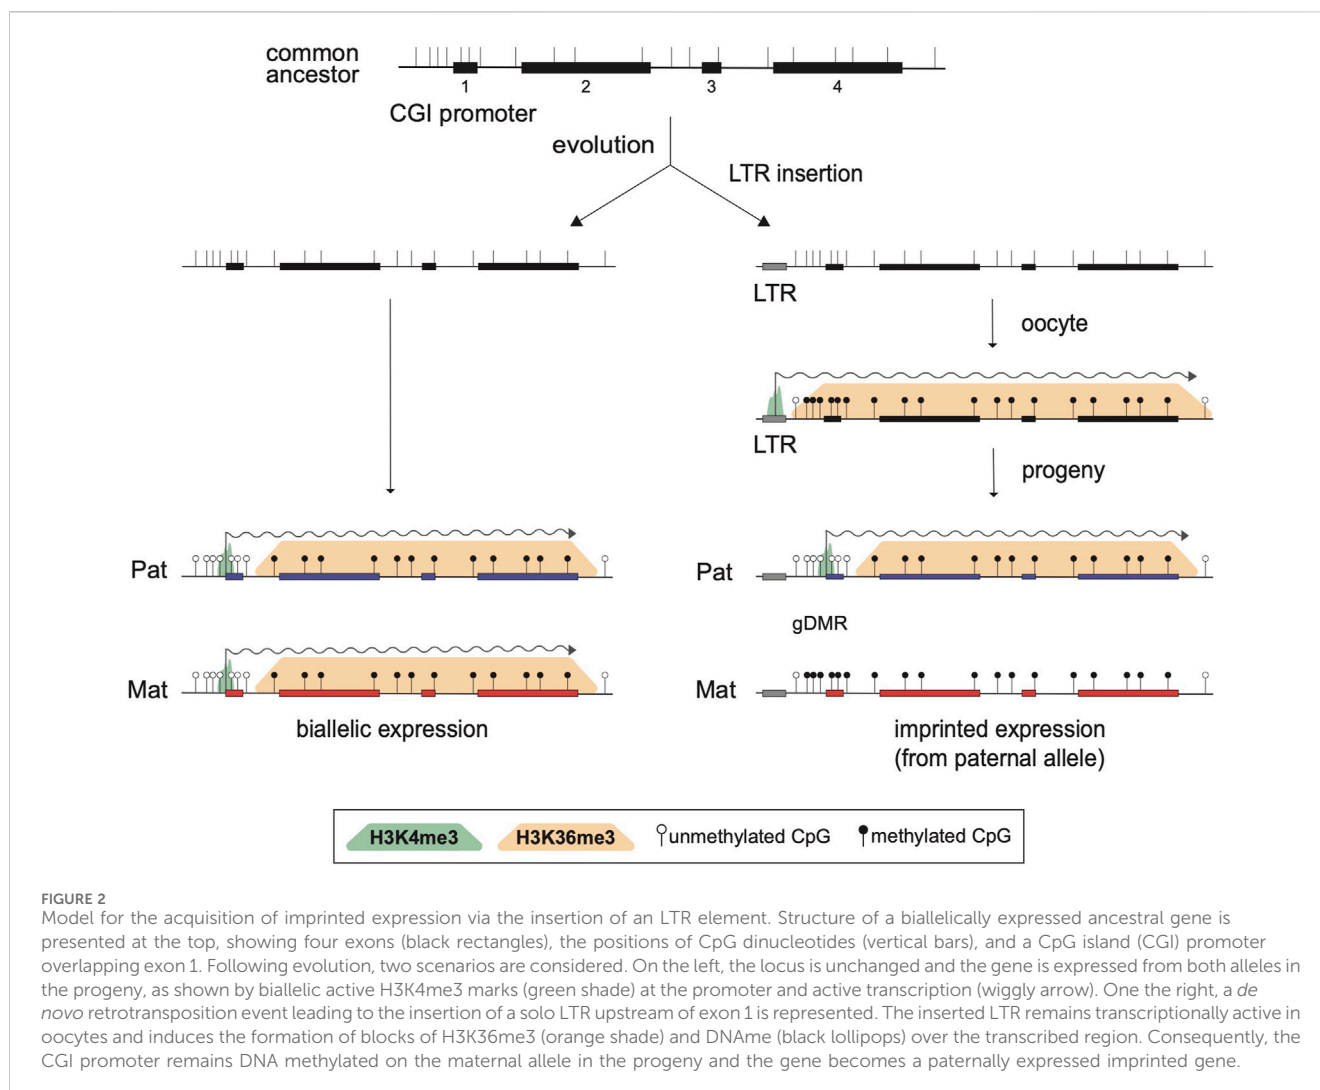 common
ancestor
1
2
3
4
CGI promoter
evolution
LTR insertion
LTR
oocyte
LTR
progeny
Pat
Pat
gDMR
Mat
Mat
biallelic expression
imprinted expression
(from paternal allele)
H3K4me3
H3K36me3
unmethylated CpG
methylated CpG
FIGURE 2
Model for the acquisition of imprinted expression via the insertion of an LTR element. Structure of a biallelically expressed ancestral gene is
presented at the top, showing four exons (black rectangles), the positions of CpG dinucleotides (vertical bars), and a CpG island (CGI) promoter
overlapping exon 1. Following evolution, two scenarios are considered. On the left, the locus is unchanged and the gene is expressed from both alleles in
the progeny, as shown by biallelic active H3K4me3 marks (green shade) at the promoter and active transcription (wiggly arrow). One the right, a de
novo retrotransposition event leading to the insertion of a solo LTR upstream of exon 1 is represented. The inserted LTR remains transcriptionally active in
oocytes and induces the formation of blocks of H3K36me3 (orange shade) and DNAme (black lollipops) over the transcribed region. Consequently, the
CGI promoter remains DNA methylated on the maternal allele in the progeny and the gene becomes a paternally expressed imprinted gene.